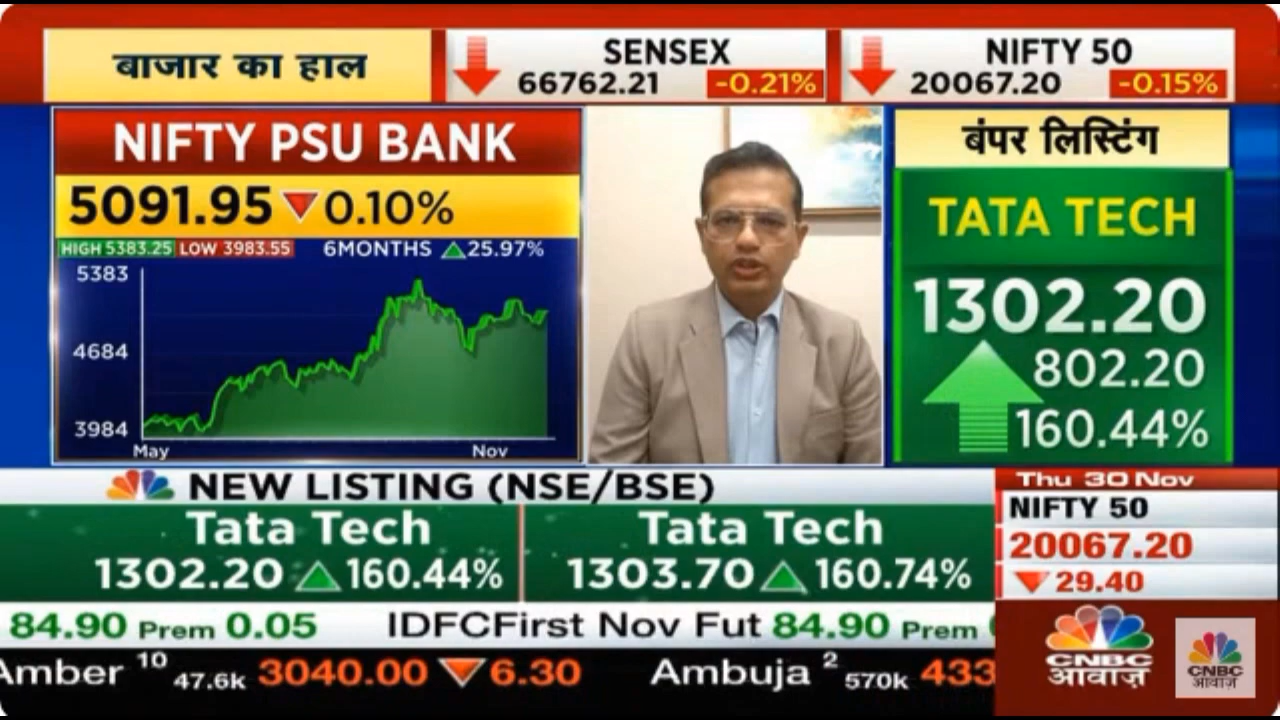 बाजार का हाल
SENSEX
66762.21 -0.21%
NIFTY 50
20067.20 -0.15%
NIFTY PSU BANK
5091.95 0.10%
HIGH 5383.25 LOW 3983.55 6MONTHS 25.97%
5383
4684
3984
May Nov
बंपर लिस्टिंग
TATA TECH
1302.20
802.20
160.44%
NEW LISTING (NSE/BSE)
Tata Tech
1302.20 160.44%
Tata Tech
1303.70 160.74%
Thu 30 Nov
NIFTY 50
20067.20
29.40
84.90 Prem 0.05 IDFCFirst Nov Fut 84.90 Prem
Amber 10 47.6k 3040.00 6.30 Ambuja 2 570k 433
CNBC
आवाज़
CNBC
आवाज़